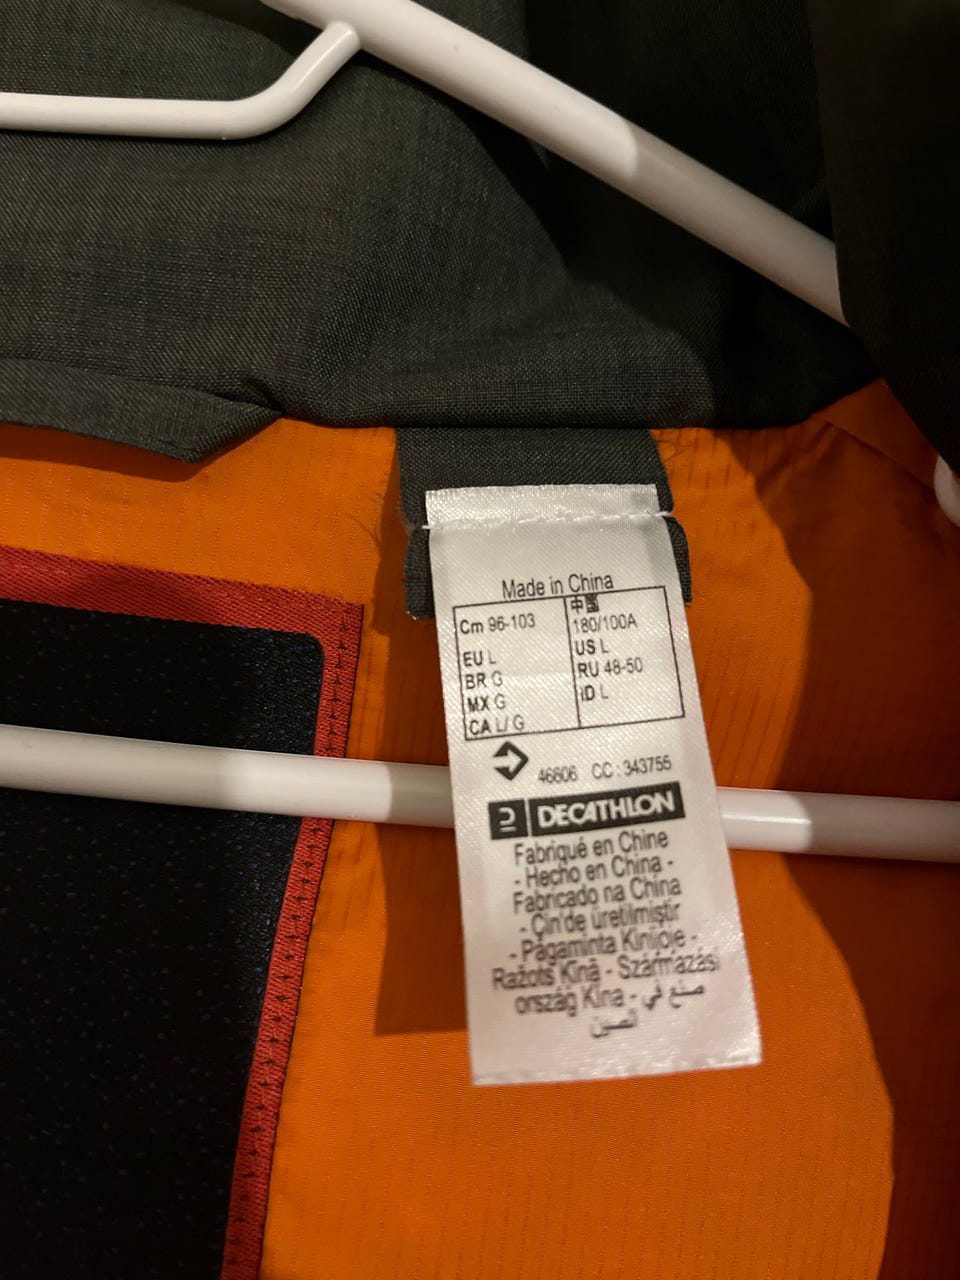 Made in China
Cm 96-103
EU L
BR G
MX G
CA L/G
中国
180/100A
US L
RU 48-50
ID L
46606 CC : 343755
DECATHLON
Fabriqué en Chine
- Hecho en China -
Fabricado na China
- Çin'de üretilmiştir
- Pagaminta Kinijoje -
Ražots Ķīnā - Származási
ország Kína - صنع في
الصين